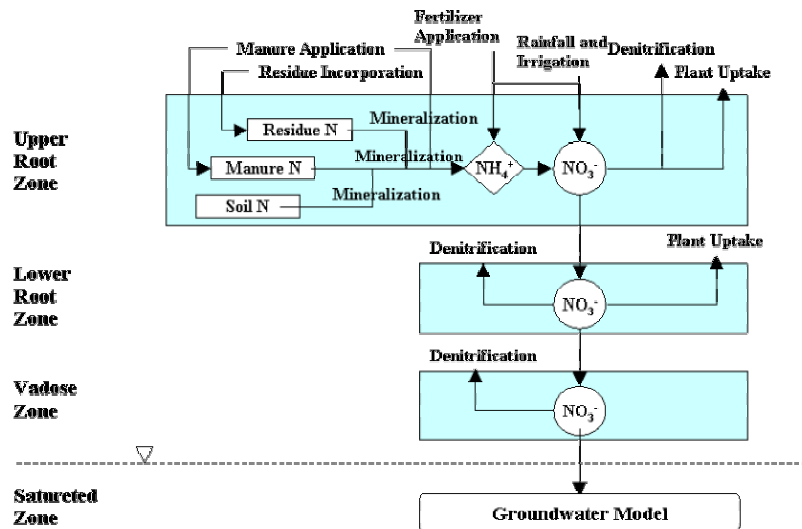 Fertilizer
Application
Manure Application
Rainfall and
Irrigation
Denitrification
Residue Incorporation
Plant Uptake
Upper
Root
Zone
Residue N
Mineralization
Manure N
Mineralization
NH₄⁺
NO₃⁻
Soil N
Mineralization
Lower
Root
Zone
Denitrification
Plant Uptake
NO₃⁻
Vadose
Zone
Denitrification
NO₃⁻
Satureted
Zone
Groundwater Model